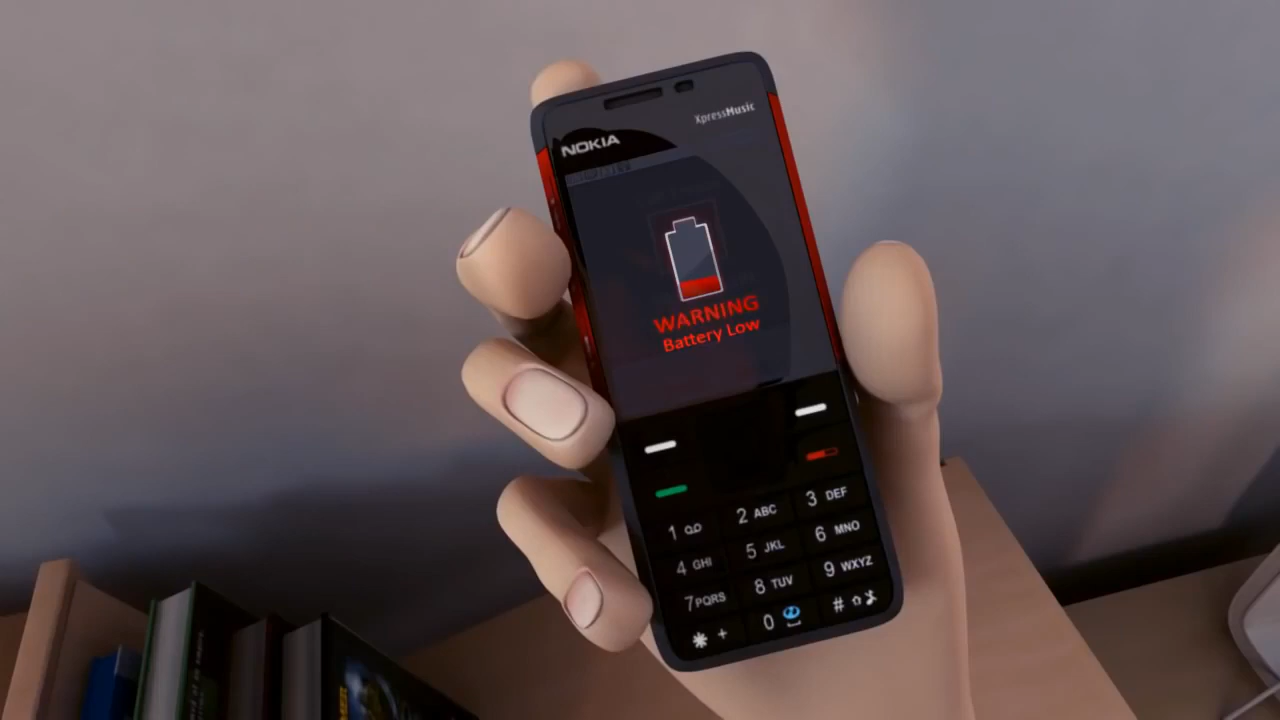 XpressMusic
NOKIA
WARNING
Battery Low
1
2 ABC
3 DEF
4 GHI
5 JKL
6 MNO
7PQRS
8 TUV
9 WXYZ
* +
0
#